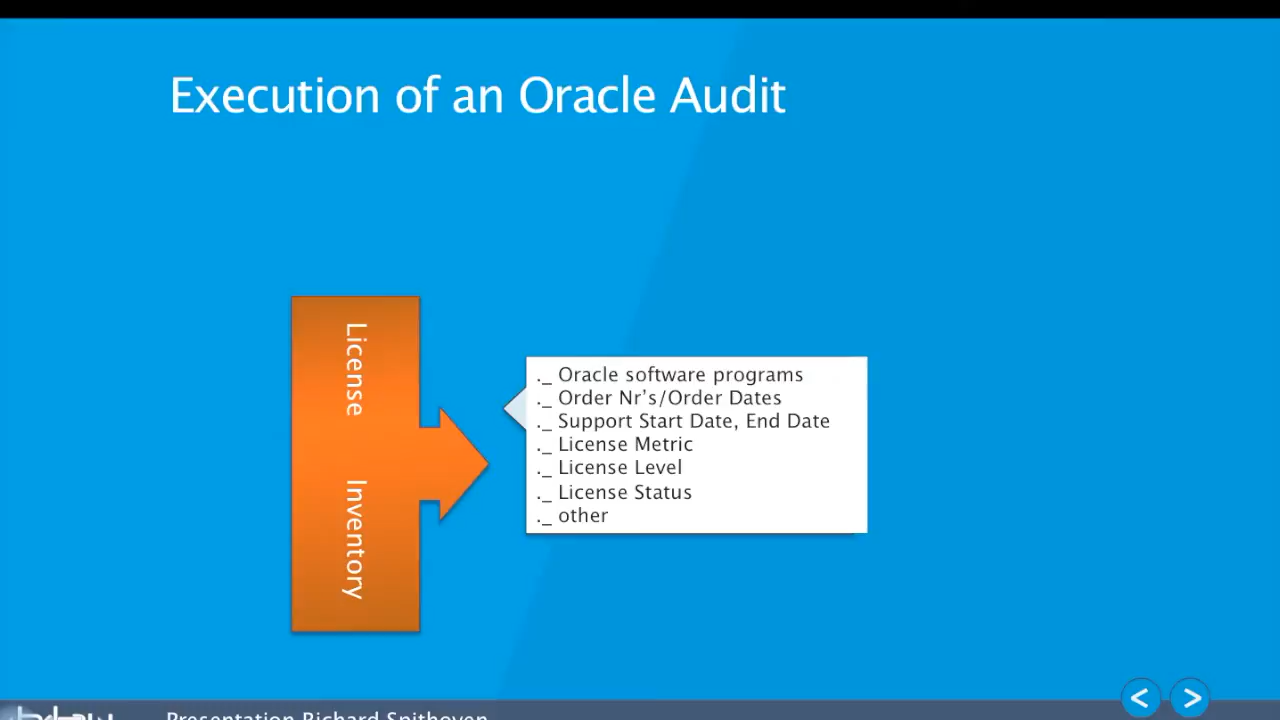 Execution of an Oracle Audit
License Inventory
._ Oracle software programs
._ Order Nr's/Order Dates
._ Support Start Date, End Date
._ License Metric
._ License Level
._ License Status
._ other
Presentation Richard Spithoven